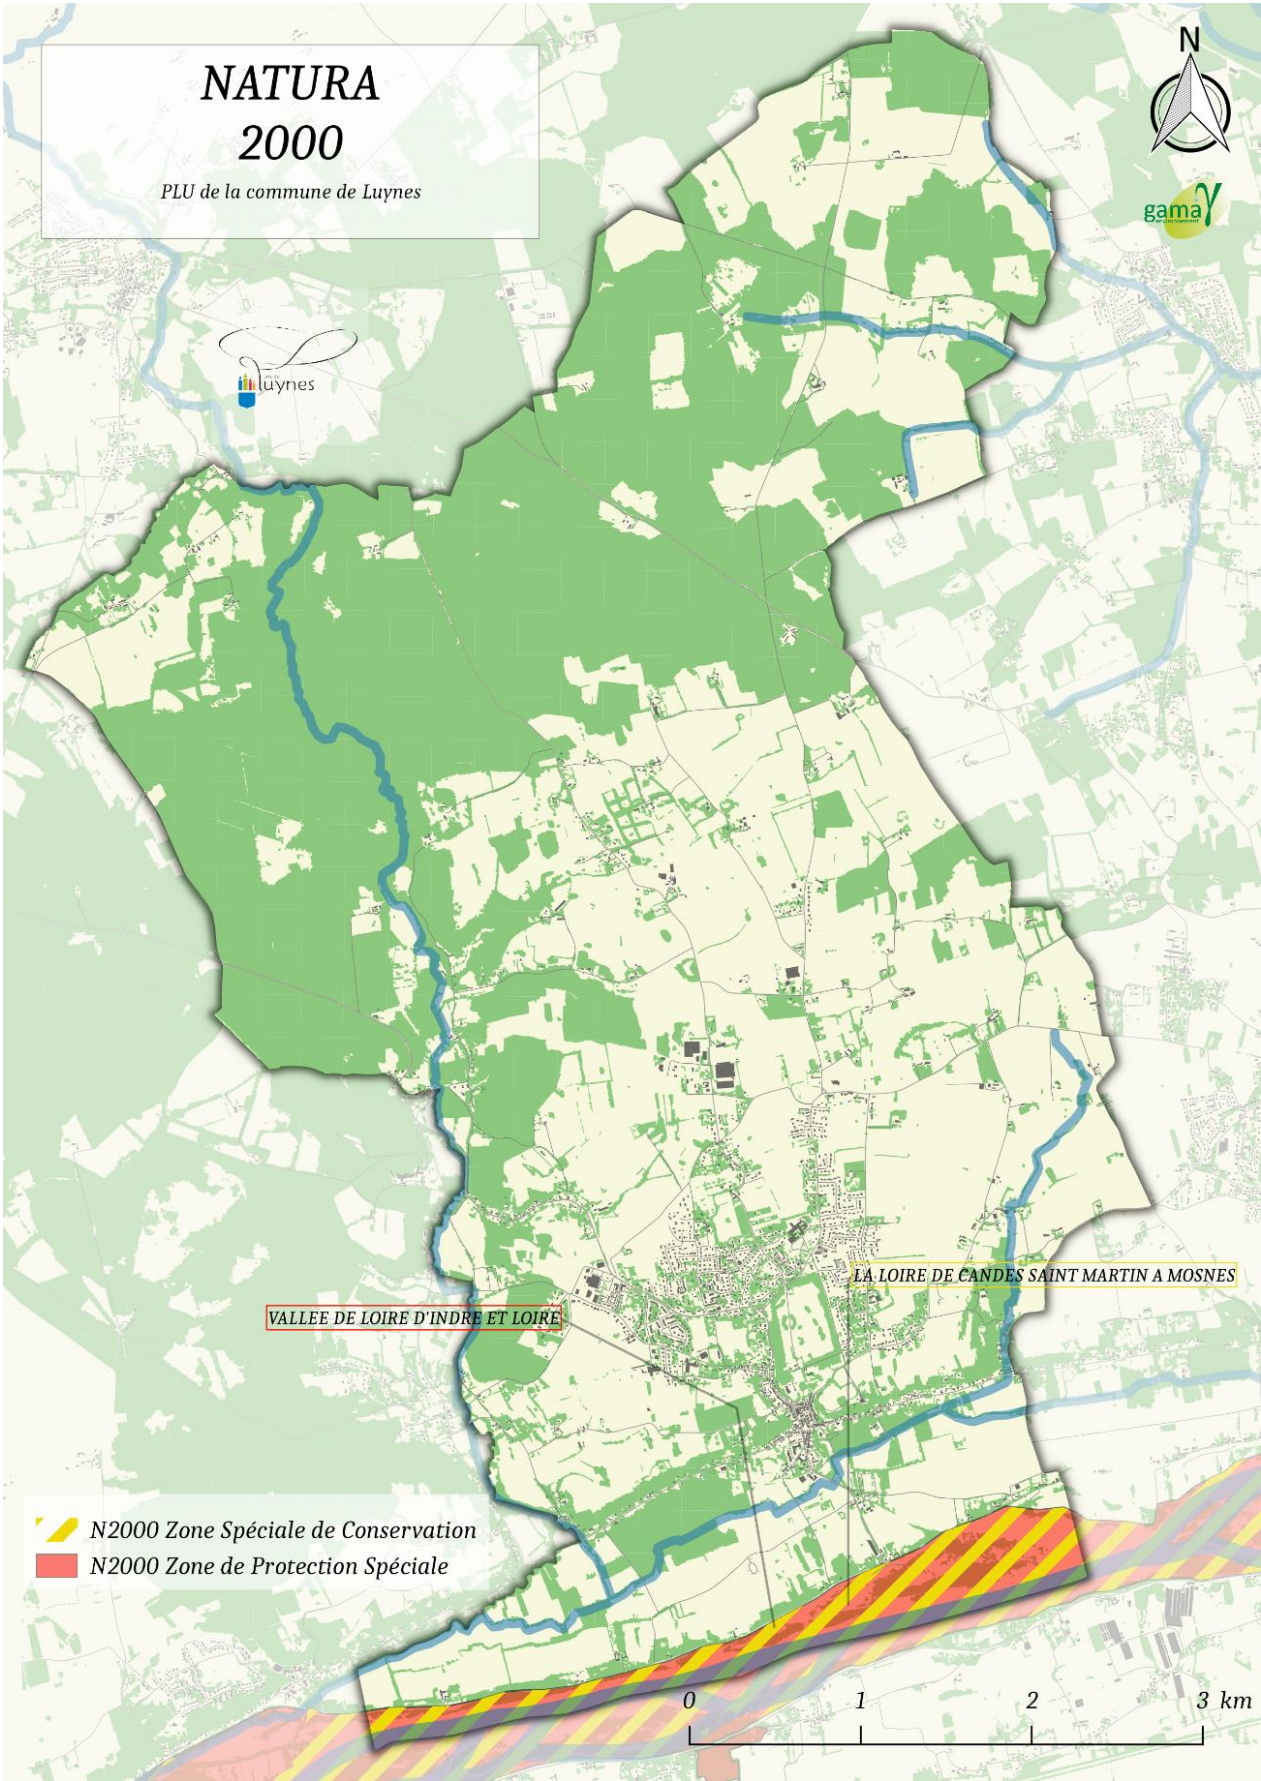 NATURA
2000
PLU de la commune de Luynes
N
gama
environnement
luynes
LA LOIRE DE CANDES SAINT MARTIN A MOSNES
VALLEE DE LOIRE D'INDRE ET LOIRE
N2000 Zone Spéciale de Conservation
N2000 Zone de Protection Spéciale
0 1 2 3 km